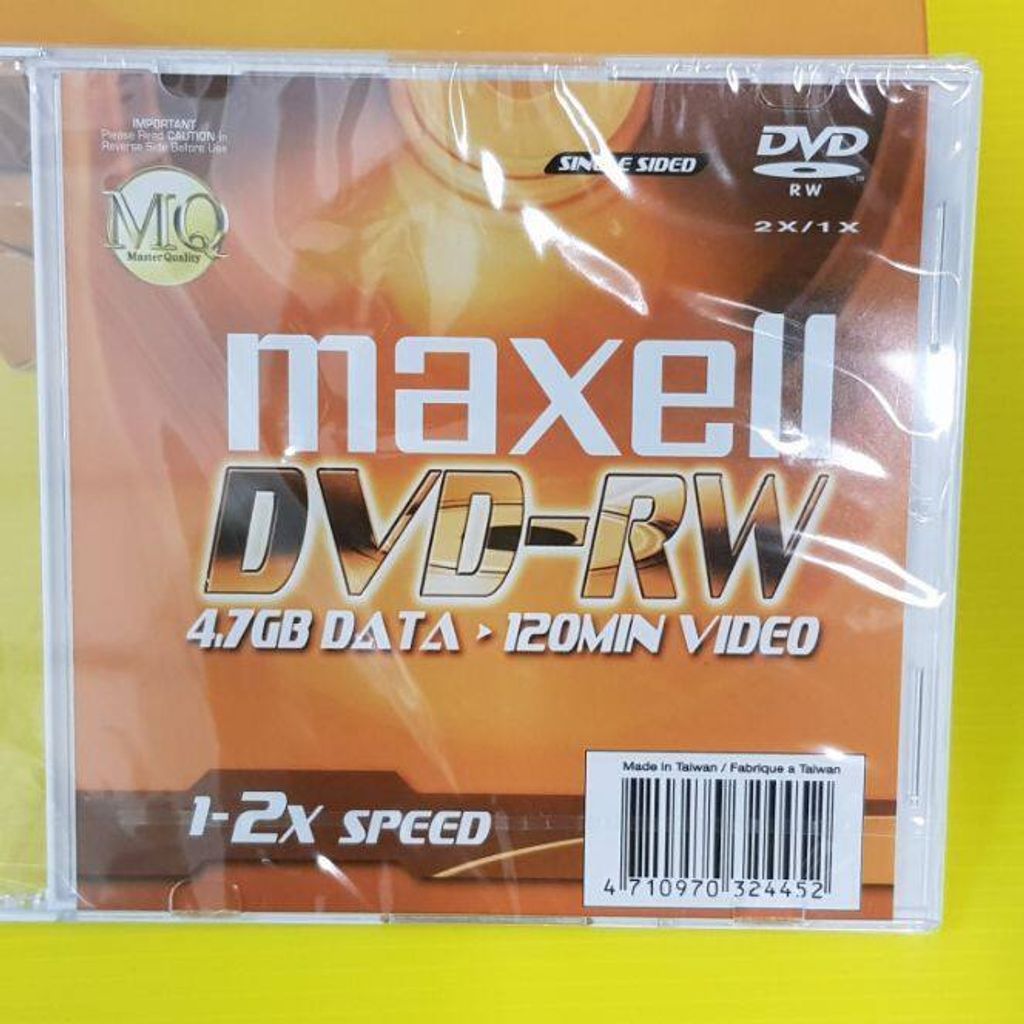 IMPORTANT
Please Read CAUTION in
Reverse Side Before Use
MQ
Master Quality
SINGLE SIDED
DVD
RW
2X/1X
maxell
DVD-RW
4.7GB DATA ▸ 120MIN VIDEO
1-2X SPEED
Made in Taiwan / Fabrique a Taiwan
4 710970 324452